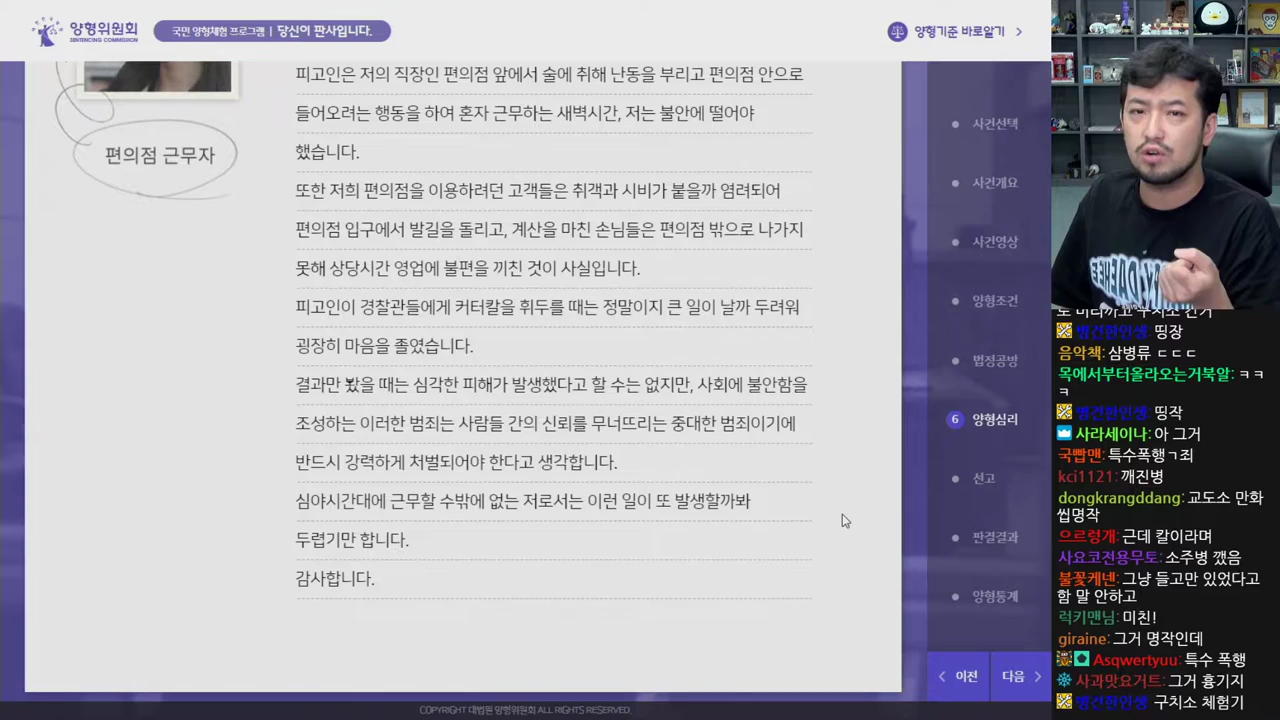 양형위원회
SENTENCING COMMISSION
국민 양형체험 프로그램 | 당신이 판사입니다.
양형기준 바로알기
편의점 근무자
피고인은 저의 직장인 편의점 앞에서 술에 취해 난동을 부리고 편의점 안으로
들어오려는 행동을 하여 혼자 근무하는 새벽시간, 저는 불안에 떨어야
했습니다.
또한 저희 편의점을 이용하려던 고객들은 취객과 시비가 붙을까 염려되어
편의점 입구에서 발길을 돌리고, 계산을 마친 손님들은 편의점 밖으로 나가지
못해 상당시간 영업에 불편을 끼친 것이 사실입니다.
피고인이 경찰관들에게 커터칼을 휘두를 때는 정말이지 큰 일이 날까 두려워
굉장히 마음을 졸였습니다.
결과만 봤을 때는 심각한 피해가 발생했다고 할 수는 없지만, 사회에 불안함을
조성하는 이러한 범죄는 사람들 간의 신뢰를 무너뜨리는 중대한 범죄이기에
반드시 강력하게 처벌되어야 한다고 생각합니다.
심야시간대에 근무할 수밖에 없는 저로서는 이런 일이 또 발생할까봐
두렵기만 합니다.
감사합니다.
사건선택
사건개요
사건영상
양형조건
법정공방
6 양형심리
선고
판결결과
양형통계
이전
다음
COPYRIGHT 대법원 양형위원회 ALL RIGHTS RESERVED.
띵장
음악책: 삼병류 ㄷㄷㄷ
목에서부터올라오는거북알: ㅋㅋ
ㅋ
띵작
사라세이나: 아 그거
국빱맨: 특수폭행ㄱ죄
kci1121: 깨진병
dongkrangddang: 교도소 만화
씹명작
으르렁개: 근데 칼이라며
사요코전용무토: 소주병 깼음
불꽃케넨: 그냥 들고만 있었다고
함 말 안하고
럭키맨님: 미친!
giraine: 그거 명작인데
Asqwertyuu: 특수 폭행
사과맛요거트: 그거 흉기지
구치소 체험기